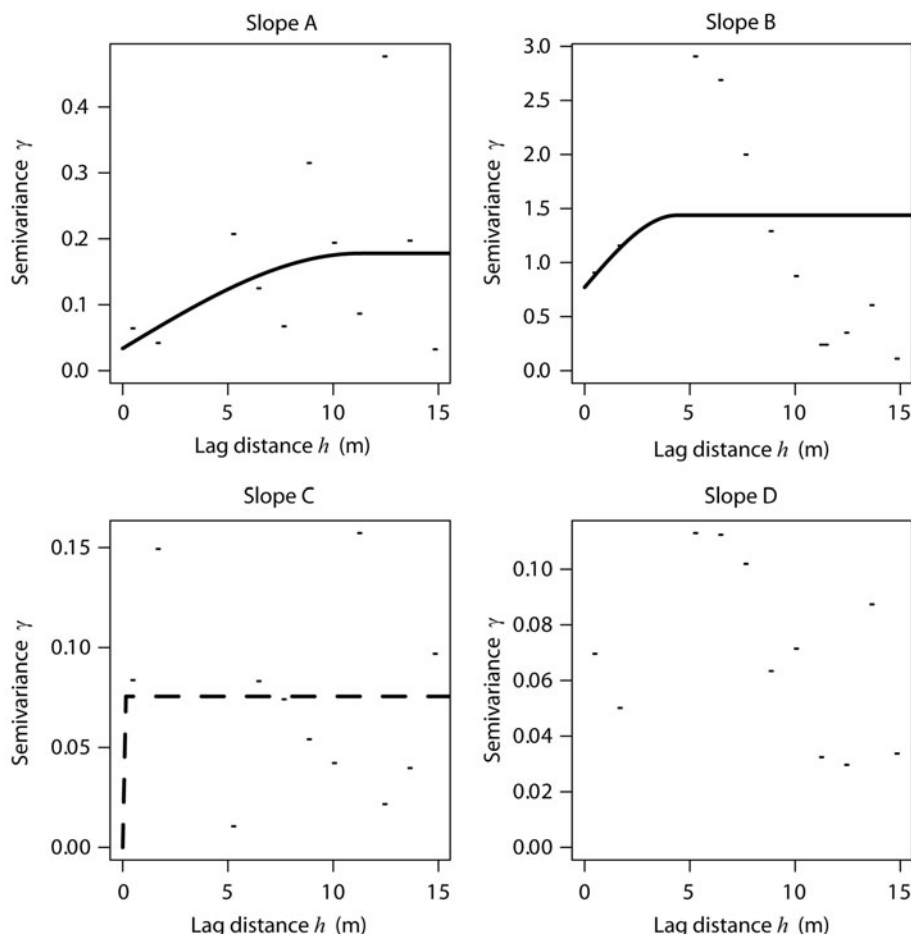 Slope A
Semivariance γ
0.4
0.3
0.2
0.1
0.0
0 5 10 15
Lag distance h (m)
Slope B
Semivariance γ
3.0
2.5
2.0
1.5
1.0
0.5
0.0
0 5 10 15
Lag distance h (m)
Slope C
Semivariance γ
0.15
0.10
0.05
0.00
0 5 10 15
Lag distance h (m)
Slope D
Semivariance γ
0.10
0.08
0.06
0.04
0.02
0.00
0 5 10 15
Lag distance h (m)